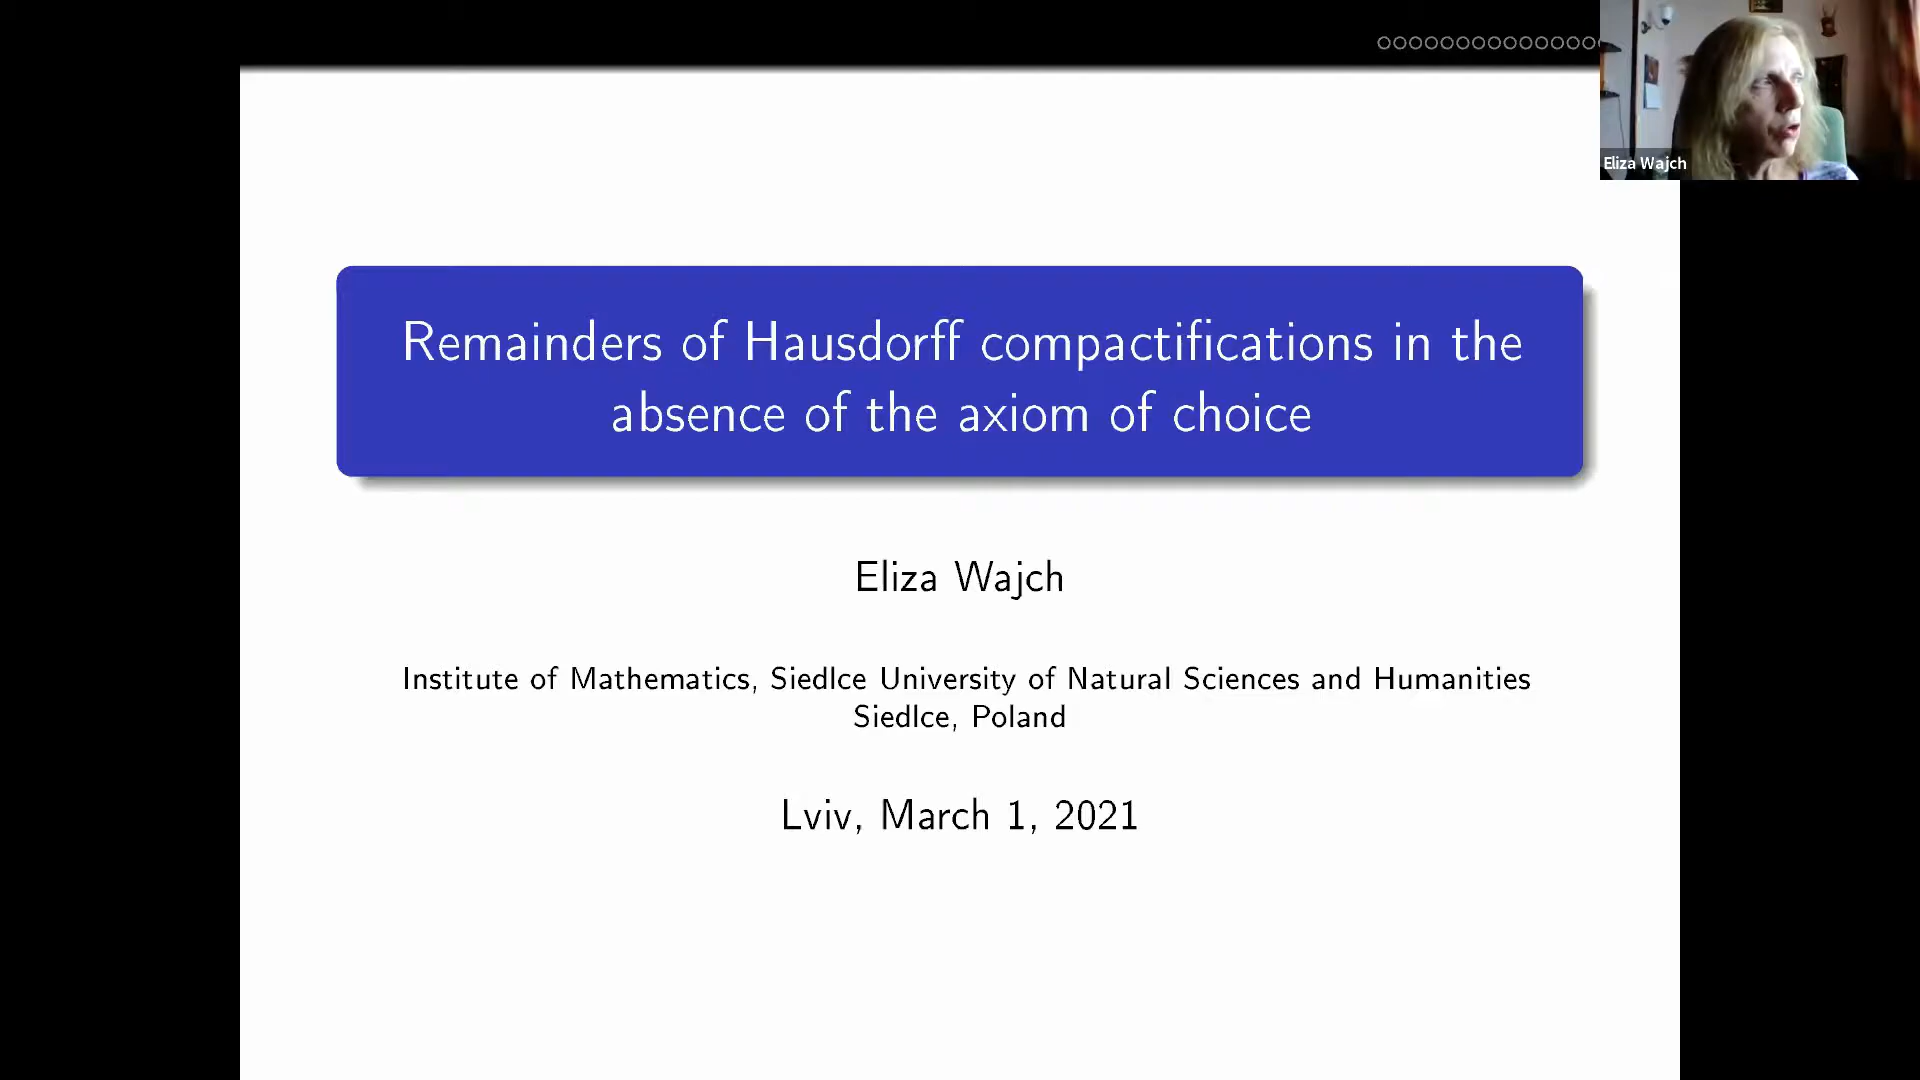 Eliza Wajch
Remainders of Hausdorff compactifications in the
absence of the axiom of choice
Eliza Wajch
Institute of Mathematics, Siedlce University of Natural Sciences and Humanities
Siedlce, Poland
Lviv, March 1, 2021